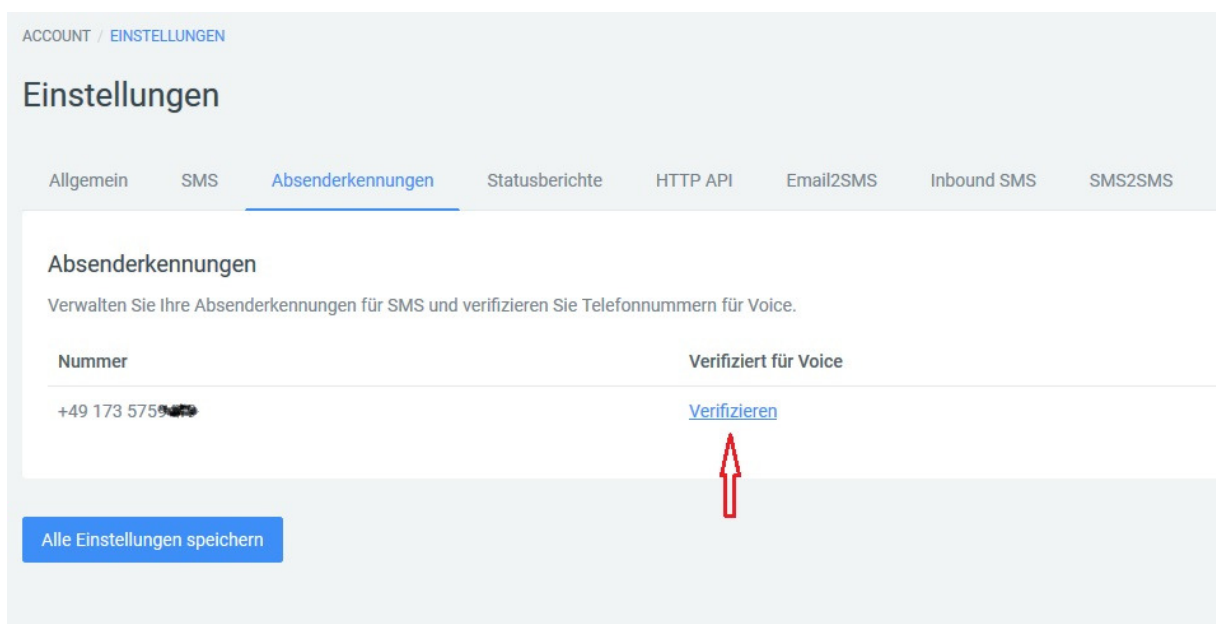 ACCOUNT / EINSTELLUNGEN
Einstellungen
Allgemein SMS Absenderkennungen Statusberichte HTTP API Email2SMS Inbound SMS SMS2SMS
Absenderkennungen
Verwalten Sie Ihre Absenderkennungen für SMS und verifizieren Sie Telefonnummern für Voice.
Nummer Verifiziert für Voice
+49 173 Verifizieren
Alle Einstellungen speichern